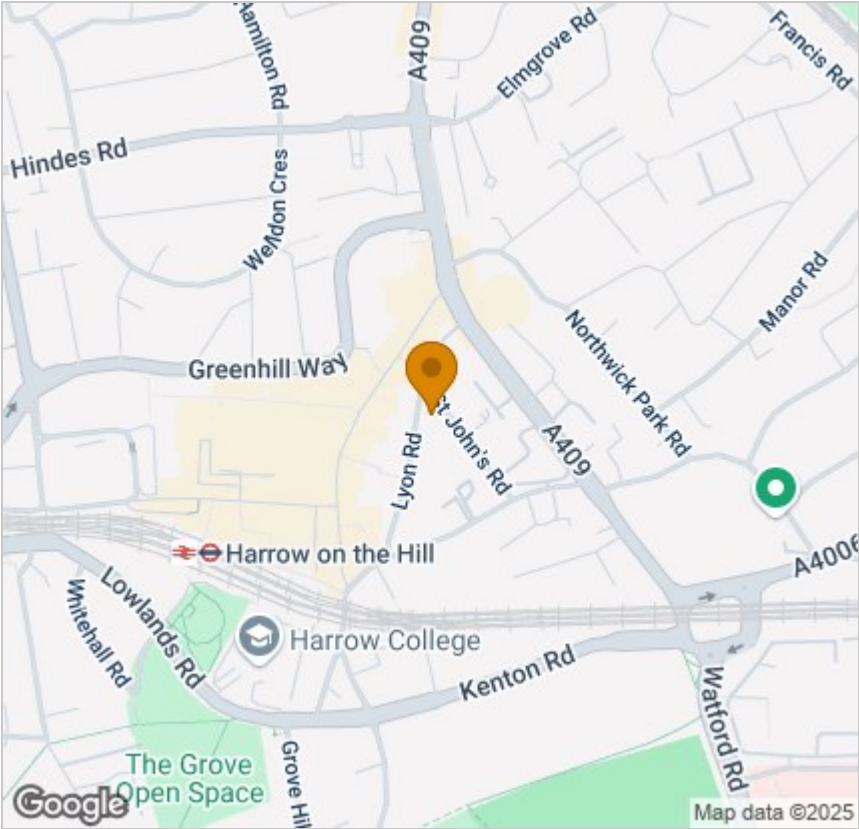 Hamilton Rd
A409
Elmgrove Rd
Francis Rd
Hindes Rd
Weldon Cres
Manor Rd
Northwick Park Rd
Greenhill Way
St John's Rd
Lyon Rd
A409
Harrow on the Hill
A4006
Lowlands Rd
Whitehall Rd
Harrow College
Kenton Rd
Watford Rd
The Grove
Open Space
Grove Hil
Google
Map data ©2025